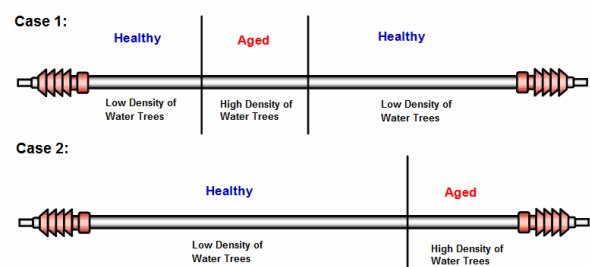 Case 1:
Healthy
Aged
Healthy
Low Density of
Water Trees
High Density of
Water Trees
Low Density of
Water Trees
Case 2:
Healthy
Aged
Low Density of
Water Trees
High Density of
Water Trees